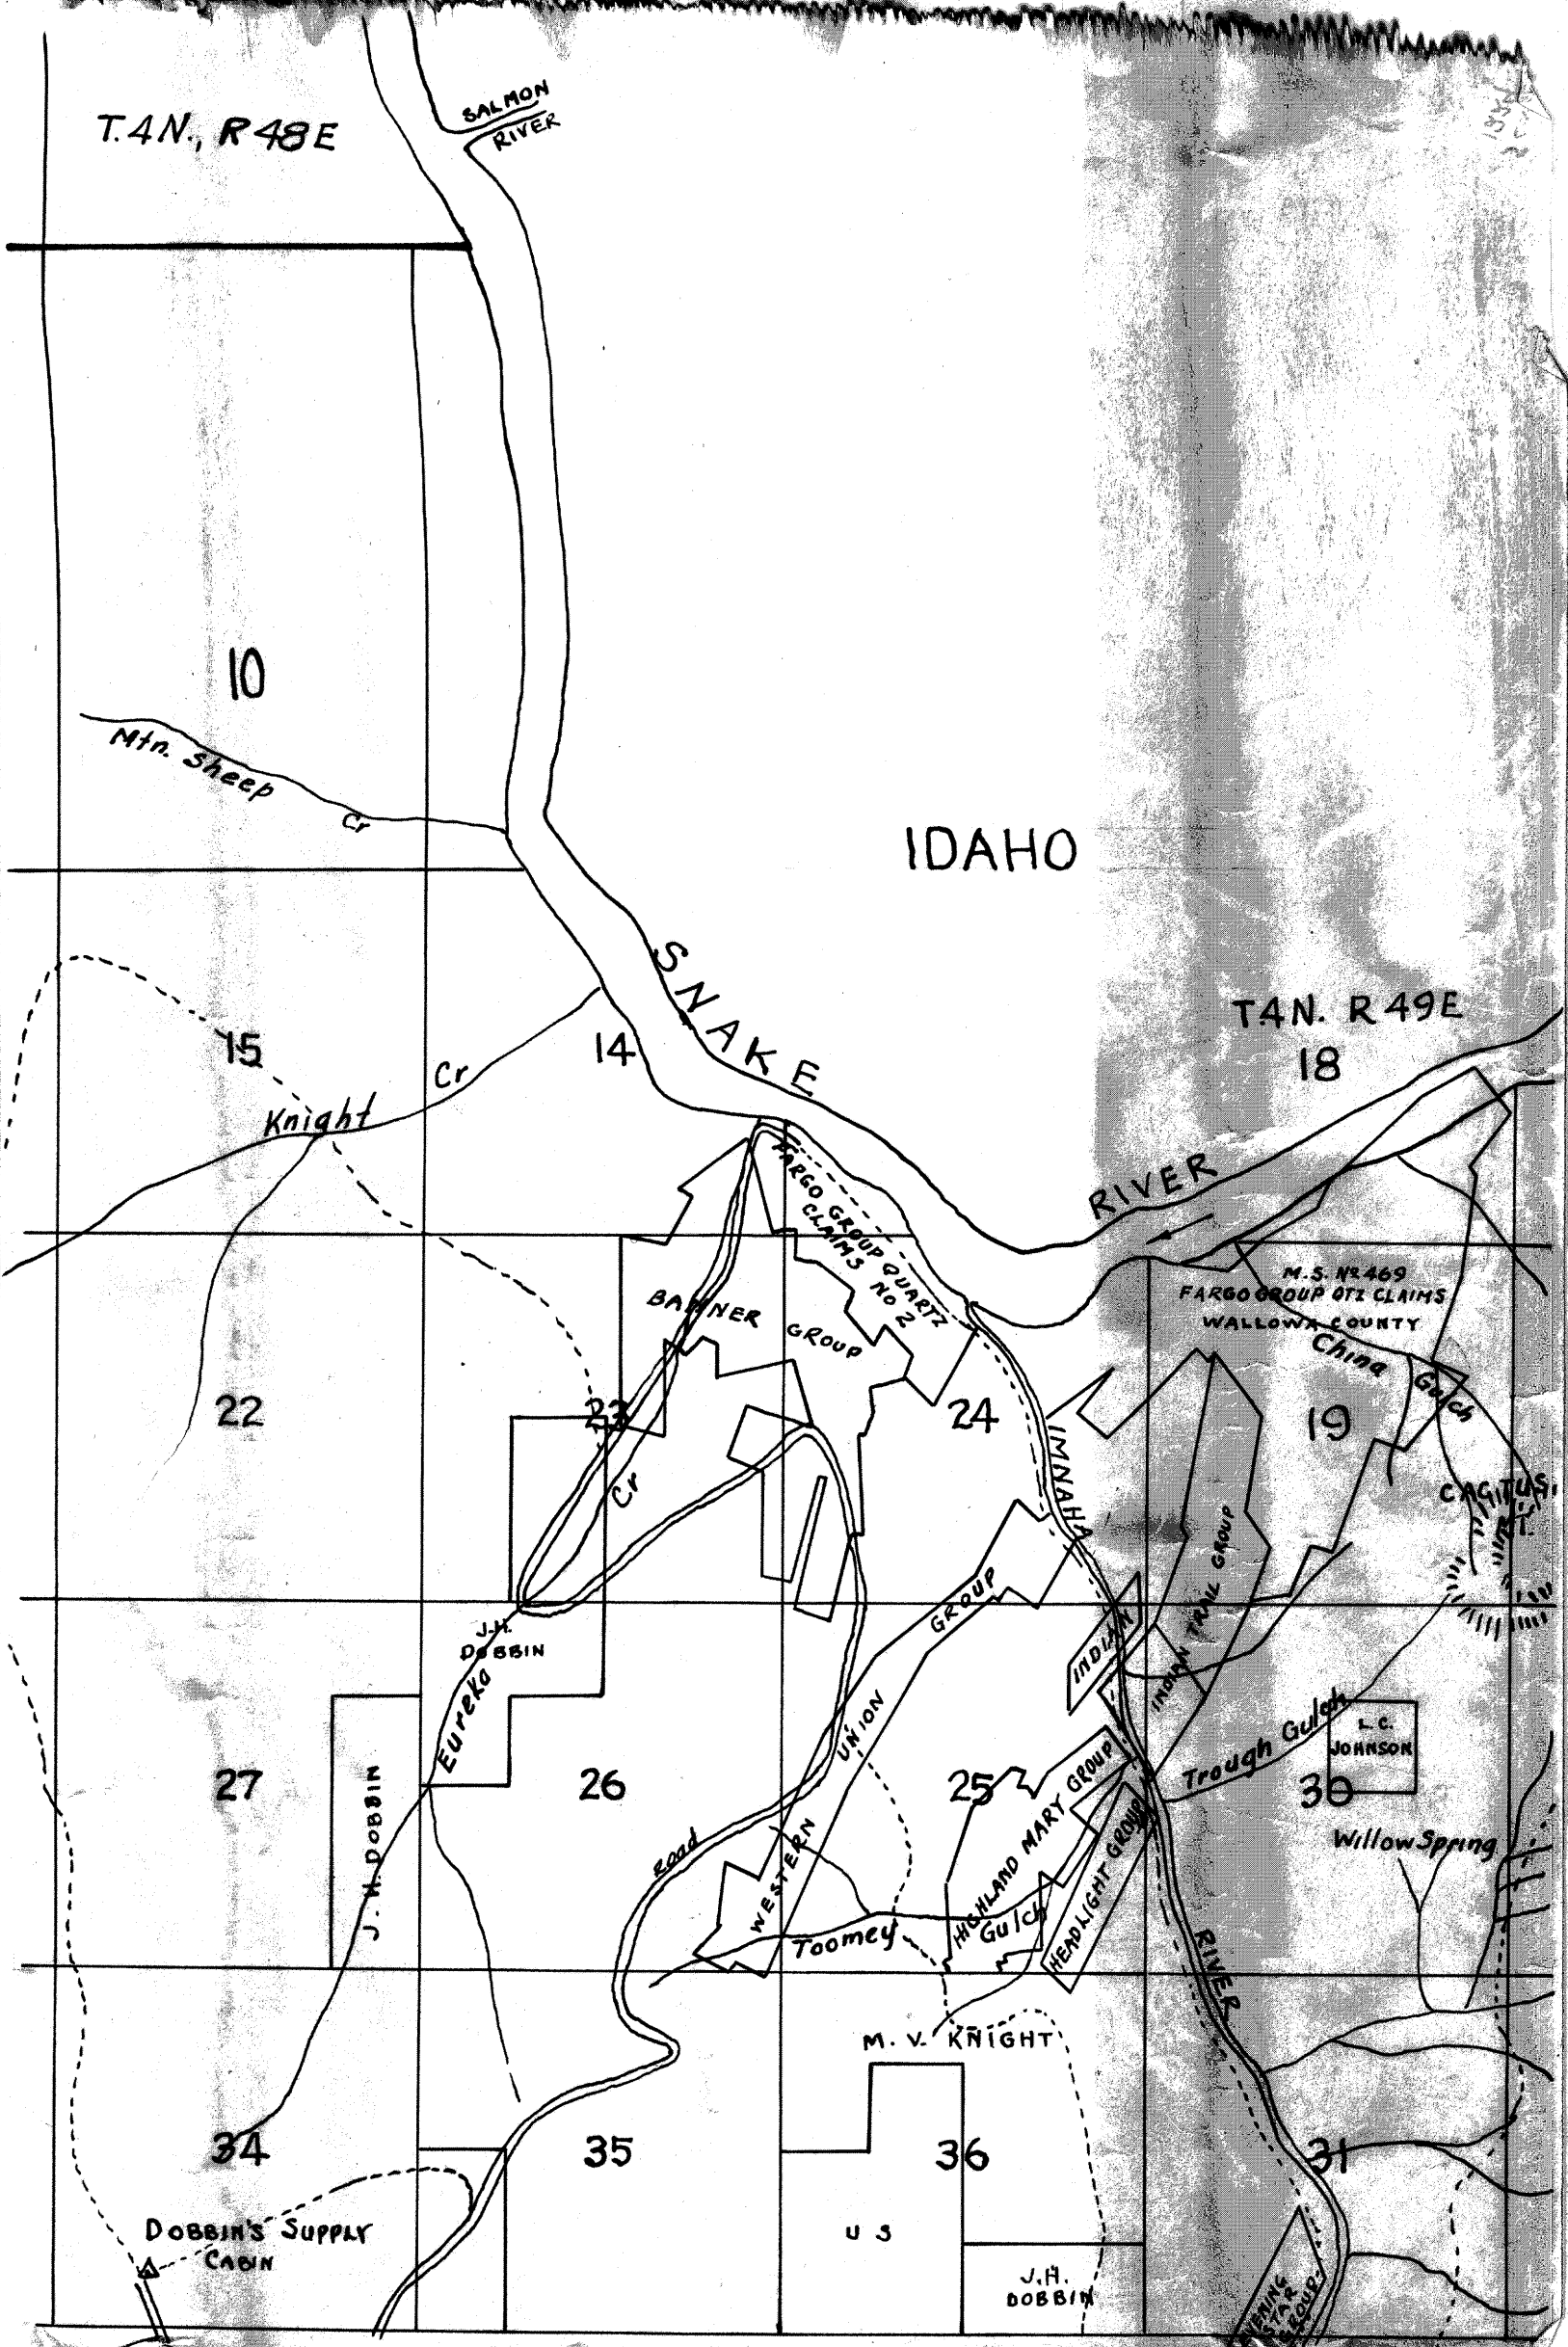 SALMON
RIVER
T.4N., R 48E
10
Mtn. Sheep
Cr
IDAHO
SNAKE
T.4N. R 49E
18
15
14
Cr
Knight
RIVER
FARGO GROUP QUARTZ
CLAIMS NO 2
M.S. No 469
FARGO GROUP QTZ CLAIMS
WALLOWA COUNTY
BANNER GROUP
China Gulch
22
23
24
19
IMNAHA
Cr
INDIAN TRAIL GROUP
GROUP
INDIAN
J.H.
DOBBIN
Eureka
UNION
Trough Gulch
L.C.
JOHNSON
27
J. H. DOBBIN
26
25
30
HIGHLAND MARY GROUP
HEADLIGHT GROUP
Willow Spring
Road
WESTERN
Toomey
Gulch
RIVER
M. V. KNIGHT
34
35
36
31
DOBBIN'S SUPPLY
CABIN
U S
J.H.
DOBBIN
EVENING
STAR
GROUP